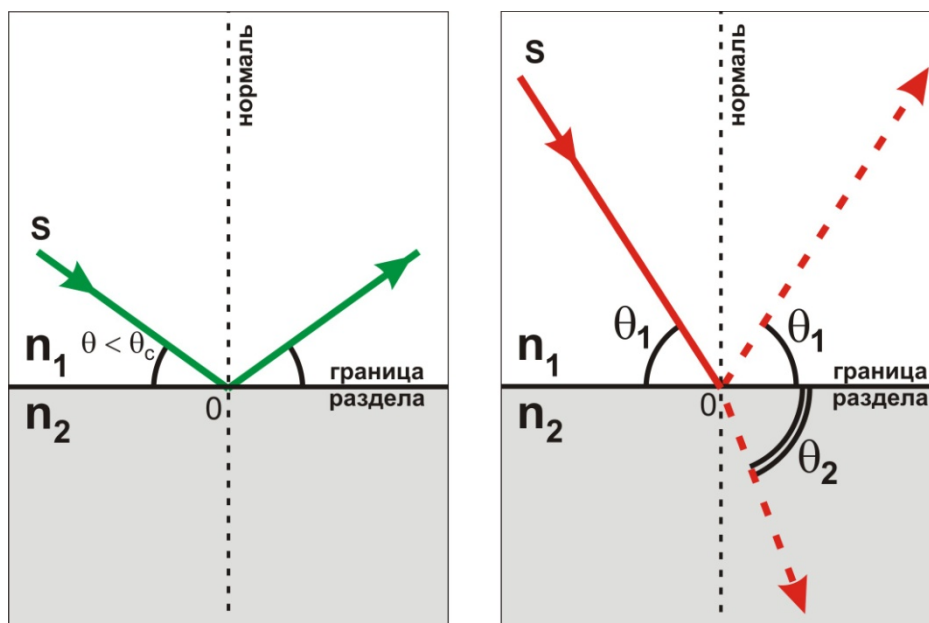 нормаль
S
θ < θc
n1
граница
раздела
0
n2
нормаль
S
θ1
θ1
n1
граница
раздела
0
n2
θ2